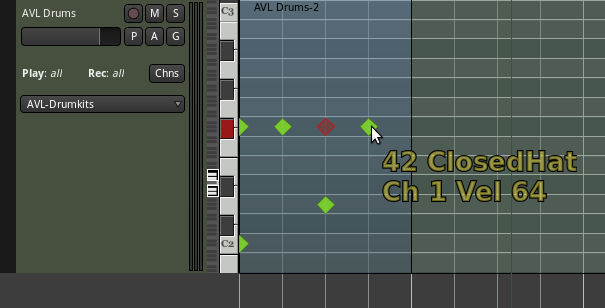 AVL Drums
M
S
P
A
G
Play: all
Rec: all
Chns
AVL-Drumkits
C3
C2
AVL Drums-2
42 ClosedHat
Ch 1 Vel 64